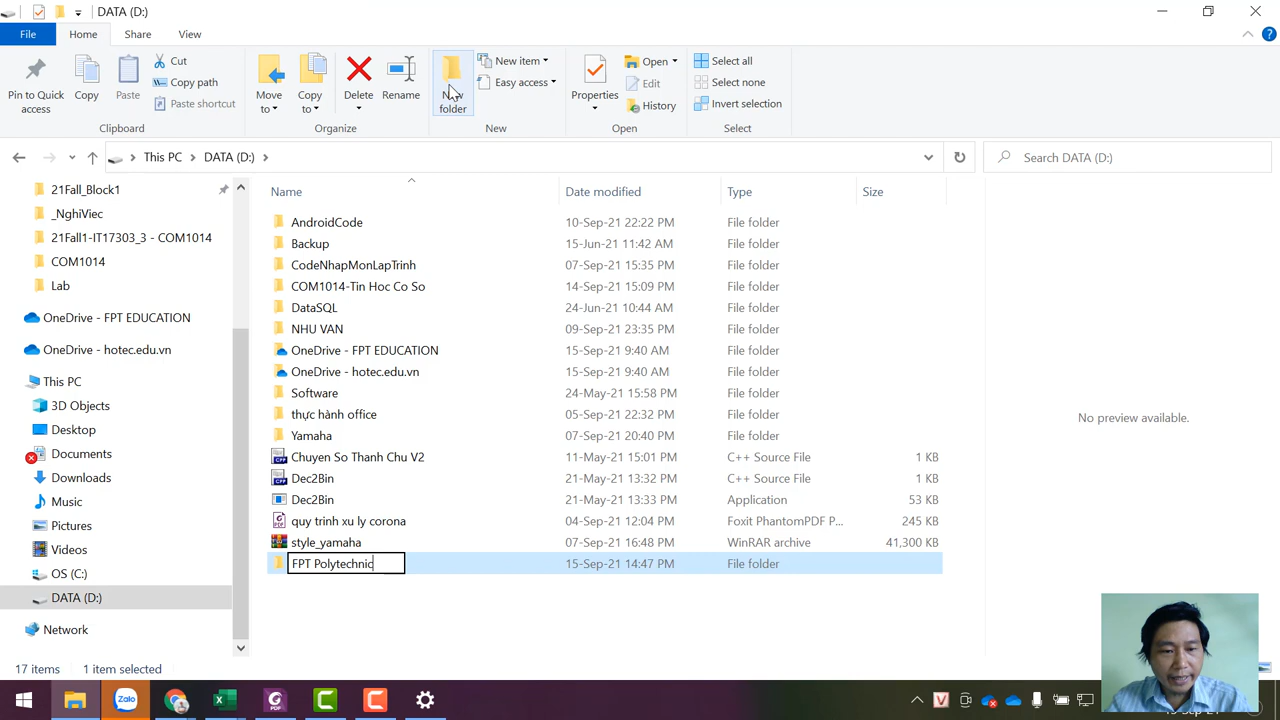 DATA (D:)
File Home Share View
Pin to Quick access
Copy
Paste
Cut
Copy path
Paste shortcut
Clipboard
Move to
Copy to
Delete
Rename
Organize
New folder
New item
Easy access
New
Properties
Open
Edit
History
Open
Select all
Select none
Invert selection
Select
This PC > DATA (D:) >
Search DATA (D:)
21Fall_Block1
_NghiViec
21Fall1-IT17303_3 - COM1014
COM1014
Lab
OneDrive - FPT EDUCATION
OneDrive - hotec.edu.vn
This PC
3D Objects
Desktop
Documents
Downloads
Music
Pictures
Videos
OS (C:)
DATA (D:)
Network
Name Date modified Type Size
AndroidCode 10-Sep-21 22:22 PM File folder
Backup 15-Jun-21 11:42 AM File folder
CodeNhapMonLapTrinh 07-Sep-21 15:35 PM File folder
COM1014-Tin Hoc Co So 14-Sep-21 15:09 PM File folder
DataSQL 24-Jun-21 10:44 AM File folder
NHU VAN 09-Sep-21 23:35 PM File folder
OneDrive - FPT EDUCATION 15-Sep-21 9:40 AM File folder
OneDrive - hotec.edu.vn 15-Sep-21 9:40 AM File folder
Software 24-May-21 15:58 PM File folder
thực hành office 05-Sep-21 22:32 PM File folder
Yamaha 07-Sep-21 20:40 PM File folder
Chuyen So Thanh Chu V2 11-May-21 15:01 PM C++ Source File 1 KB
Dec2Bin 21-May-21 13:32 PM C++ Source File 1 KB
Dec2Bin 21-May-21 13:33 PM Application 53 KB
quy trinh xu ly corona 04-Sep-21 12:04 PM Foxit PhantomPDF P... 245 KB
style_yamaha 07-Sep-21 16:48 PM WinRAR archive 41,300 KB
FPT Polytechnic 15-Sep-21 14:47 PM File folder
No preview available.
17 items 1 item selected
Zalo